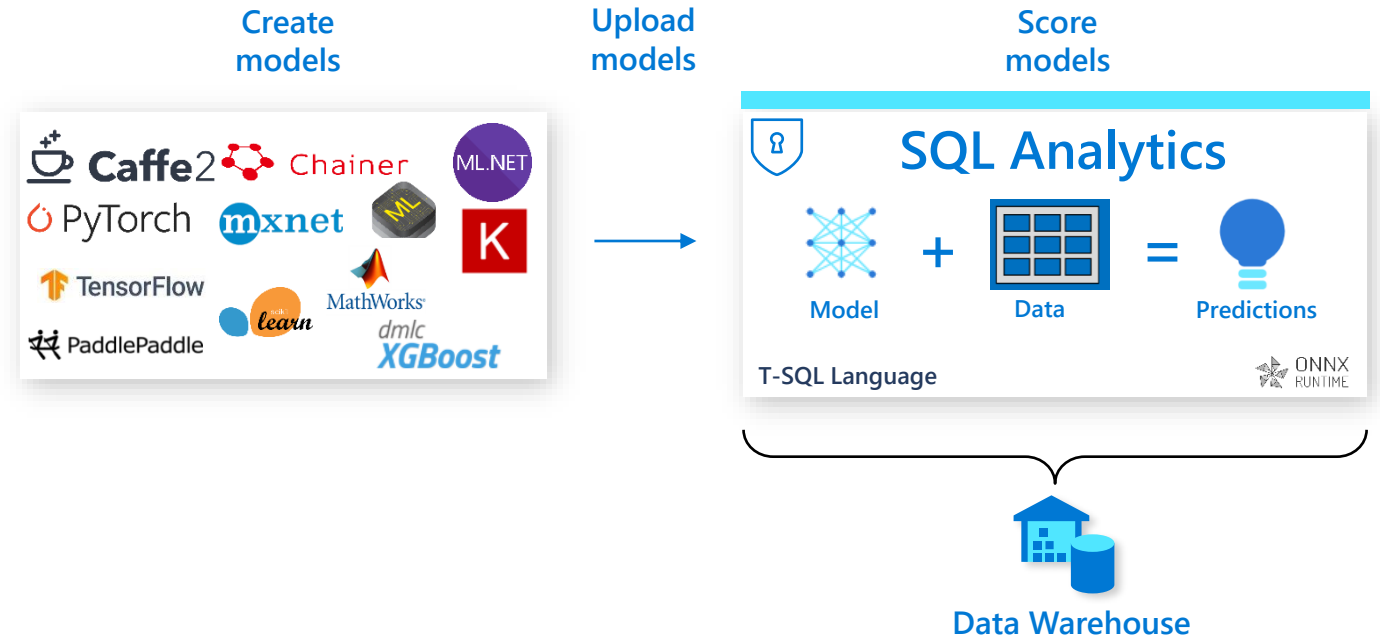 Create
models
Upload
models
Score
models
Caffe2
Chainer
ML.NET
PyTorch
mxnet
ML
K
TensorFlow
MathWorks®
scikit
learn
PaddlePaddle
dmlc
XGBoost
SQL Analytics
+
=
Model
Data
Predictions
T-SQL Language
ONNX
RUNTIME
Data Warehouse